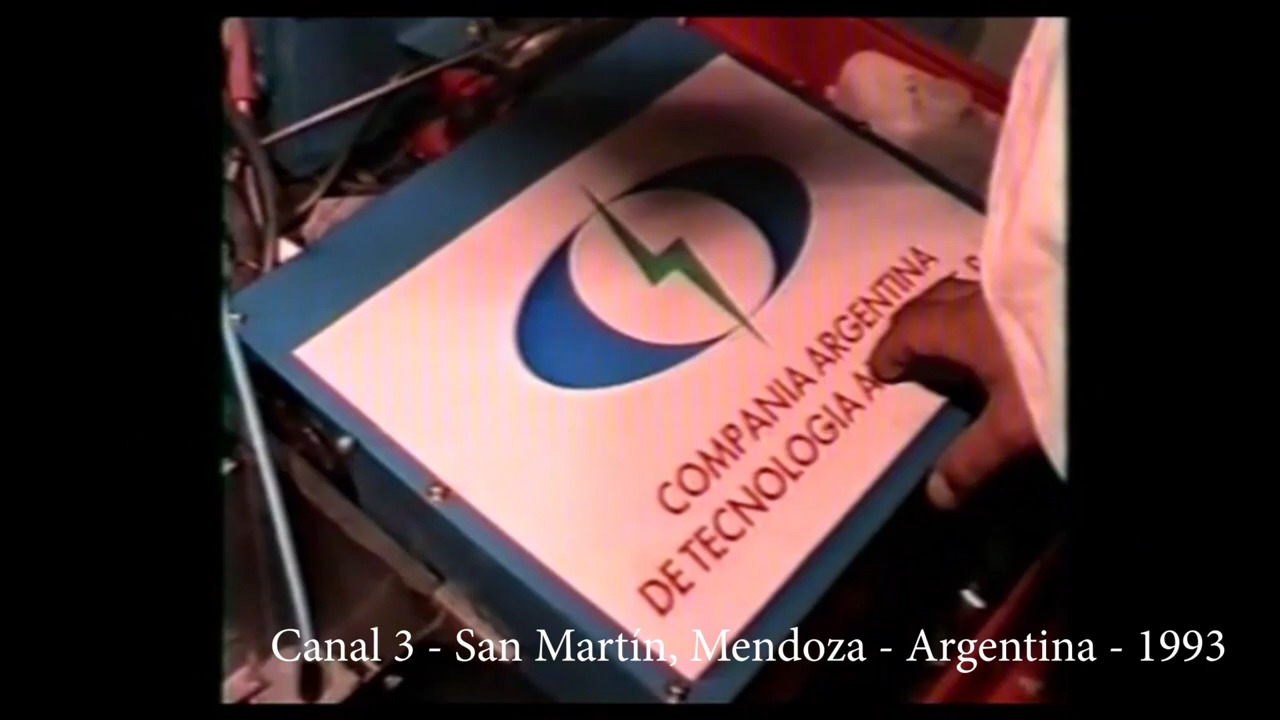 COMPANIA ARGENTINA
DE TECNOLOGIA
Canal 3 - San Martín, Mendoza - Argentina - 1993